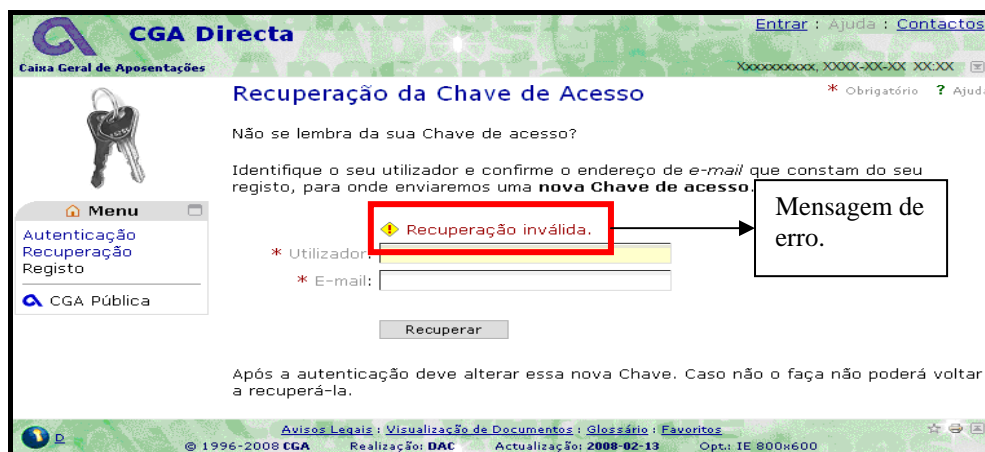 CGA Directa
Entrar : Ajuda : Contactos
Caixa Geral de Aposentações
Xxxxxxxxxx, XXXX-XX-XX XX:XX
Recuperação da Chave de Acesso
* Obrigatório ? Ajuda
Não se lembra da sua Chave de acesso?
Identifique o seu utilizador e confirme o endereço de e-mail que constam do seu
registo, para onde enviaremos uma nova Chave de acesso.
Menu
Autenticação
Recuperação
Registo
CGA Pública
Recuperação inválida.
Mensagem de
erro.
* Utilizador:
* E-mail:
Recuperar
Após a autenticação deve alterar essa nova Chave. Caso não o faça não poderá voltar
a recuperá-la.
D
Avisos Legais : Visualização de Documentos : Glossário : Favoritos
© 1996-2008 CGA Realização: DAC Actualização: 2008-02-13 Opt.: IE 800x600